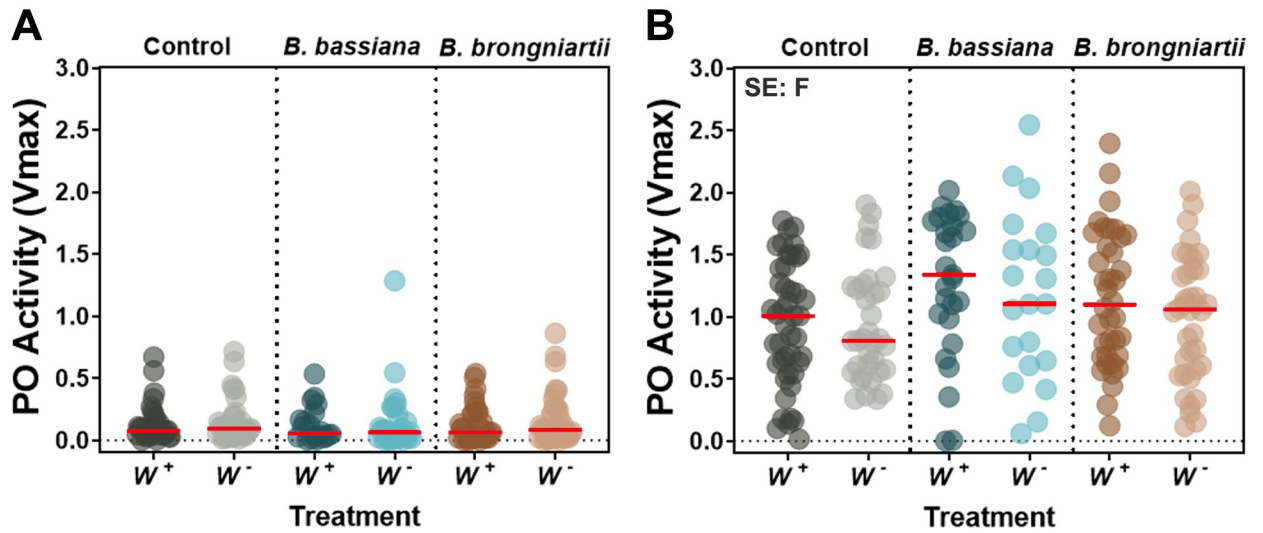 A
Control B. bassiana B. brongniartii
PO Activity (Vmax)
3.0
2.5
2.0
1.5
1.0
0.5
0.0
W + W - W + W - W + W -
Treatment
B
Control B. bassiana B. brongniartii
SE: F
PO Activity (Vmax)
3.0
2.5
2.0
1.5
1.0
0.5
0.0
W + W - W + W - W + W -
Treatment